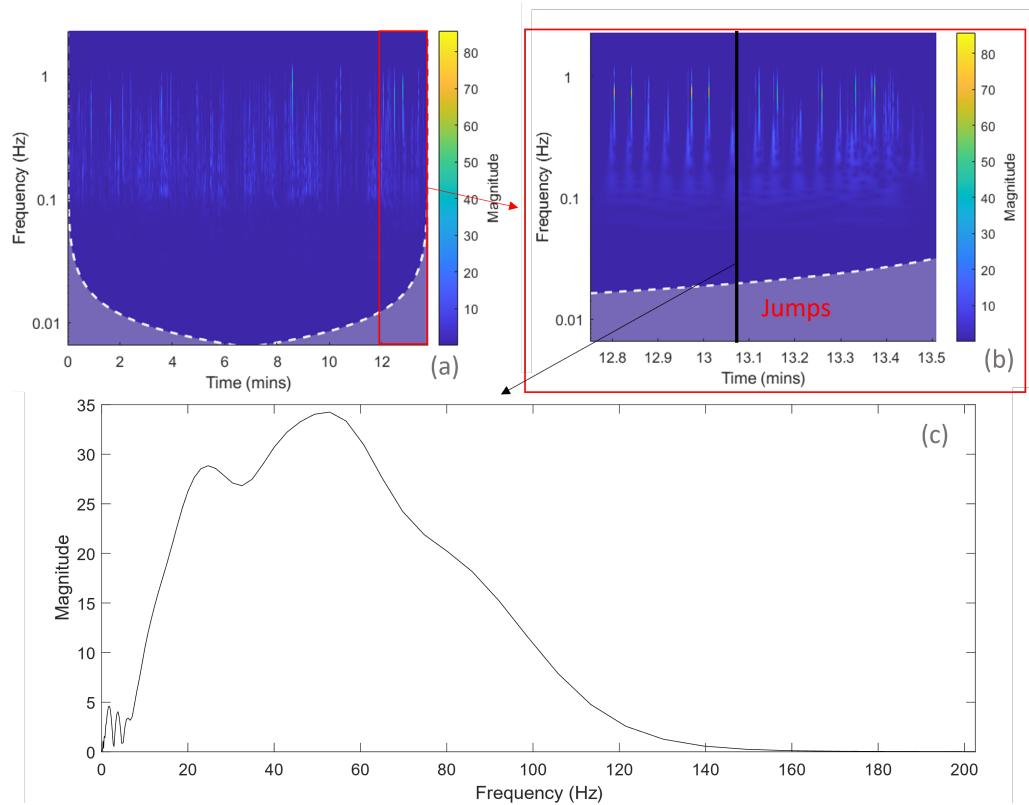 1
0.1
0.01
Frequency (Hz)
0 2 4 6 8 10 12
Time (mins)
80
70
60
50
40
30
20
10
Magnitude
(a)
1
0.1
0.01
Frequency (Hz)
12.8 12.9 13 13.1 13.2 13.3 13.4 13.5
Time (mins)
Jumps
80
70
60
50
40
30
20
10
Magnitude
(b)
35
30
25
20
15
10
5
0
Magnitude
(c)
0 20 40 60 80 100 120 140 160 180 200
Frequency (Hz)